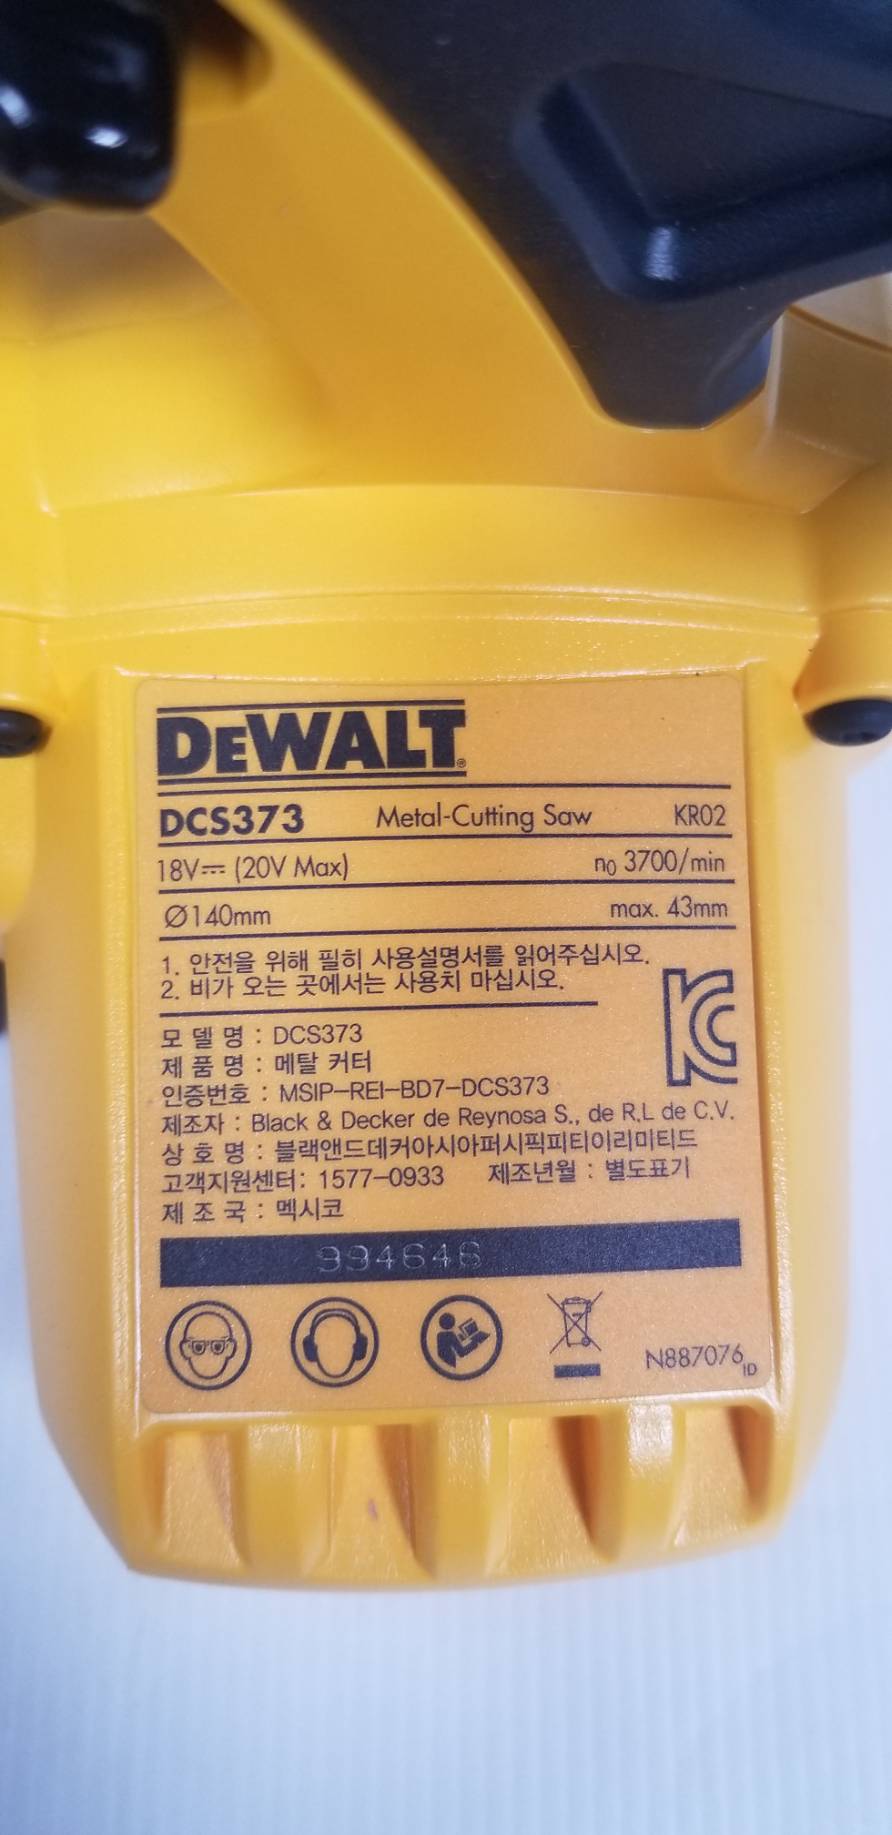 DEWALT®
DCS373 Metal-Cutting Saw KR02
18V⎓ (20V Max) n0 3700/min
Ø140mm max. 43mm
1. 안전을 위해 필히 사용설명서를 읽어주십시오.
2. 비가 오는 곳에서는 사용치 마십시오.
KC
모 델 명 : DCS373
제 품 명 : 메탈 커터
인증번호 : MSIP-REI-BD7-DCS373
제조자 : Black & Decker de Reynosa S., de R.L de C.V.
상 호 명 : 블랙앤드데커아시아퍼시픽피티이리미티드
고객지원센터: 1577-0933 제조년월 : 별도표기
제 조 국 : 멕시코
994646
N887076 ID